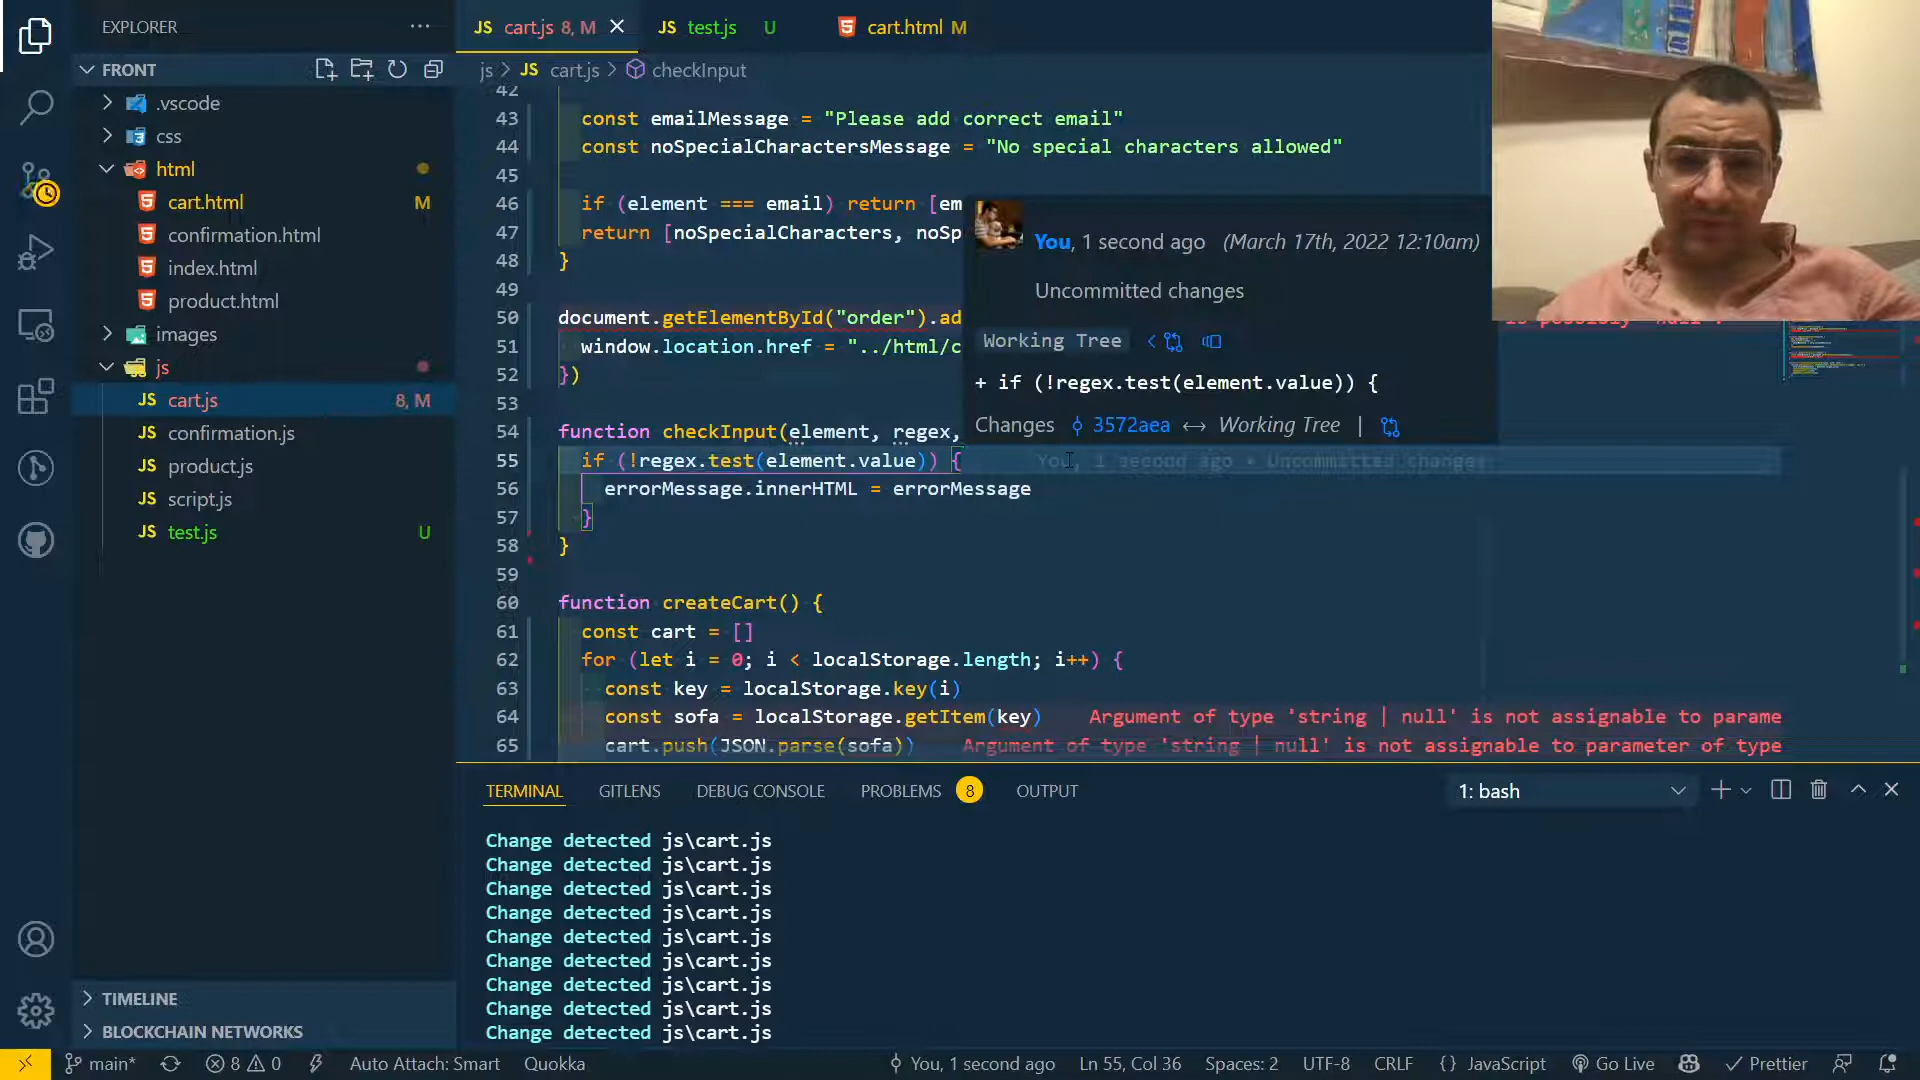 EXPLORER
FRONT
.vscode
css
html
cart.html M
confirmation.html
index.html
product.html
images
js
JS cart.js 8, M
JS confirmation.js
JS product.js
JS script.js
JS test.js U
TIMELINE
BLOCKCHAIN NETWORKS
JS cart.js 8, M
JS test.js U
cart.html M
js > JS cart.js > checkInput
42
43 const emailMessage = "Please add correct email"
44 const noSpecialCharactersMessage = "No special characters allowed"
45
46 if (element === email) return [em
47 return [noSpecialCharacters, noSp
48 }
49
50 document.getElementById("order").ad
51 window.location.href = "../html/c
52 })
53
54 function checkInput(element, regex,
55 if (!regex.test(element.value)) { You, 1 second ago • Uncommitted changes
56 errorMessage.innerHTML = errorMessage
57 }
58 }
59
60 function createCart() {
61 const cart = []
62 for (let i = 0; i < localStorage.length; i++) {
63 const key = localStorage.key(i)
64 const sofa = localStorage.getItem(key) Argument of type 'string | null' is not assignable to parame
65 cart.push(JSON.parse(sofa)) Argument of type 'string | null' is not assignable to parameter of type
You, 1 second ago (March 17th, 2022 12:10am)
Uncommitted changes
Working Tree
+ if (!regex.test(element.value)) {
Changes 3572aea ↔ Working Tree |
TERMINAL GITLENS DEBUG CONSOLE PROBLEMS 8 OUTPUT
1: bash
Change detected js\cart.js
Change detected js\cart.js
Change detected js\cart.js
Change detected js\cart.js
Change detected js\cart.js
Change detected js\cart.js
Change detected js\cart.js
Change detected js\cart.js
Change detected js\cart.js
main* 8 0 Auto Attach: Smart Quokka You, 1 second ago Ln 55, Col 36 Spaces: 2 UTF-8 CRLF {} JavaScript Go Live Prettier